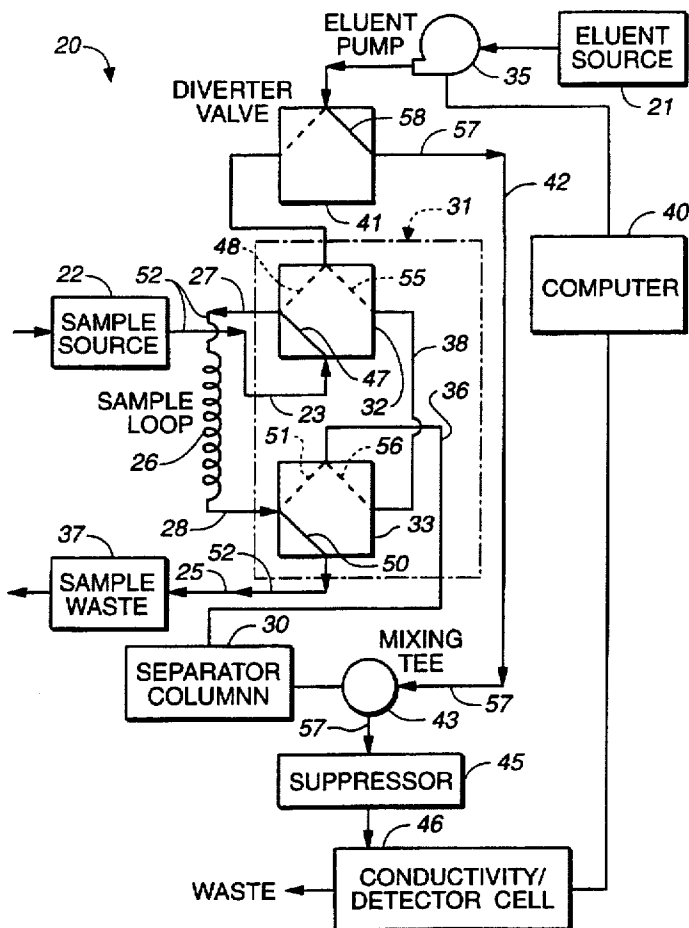 20
ELUENT
PUMP
35
ELUENT
SOURCE
21
DIVERTER
VALVE
58
57
41
42
31
40
COMPUTER
48
55
22
52
27
SAMPLE
SOURCE
47
32
38
23
36
SAMPLE
LOOP
26
51
56
28
33
37
50
52
25
SAMPLE
WASTE
30
SEPARATOR
COLUMNN
MIXING
TEE
43
57
57
SUPPRESSOR
45
46
WASTE
CONDUCTIVITY/
DETECTOR CELL